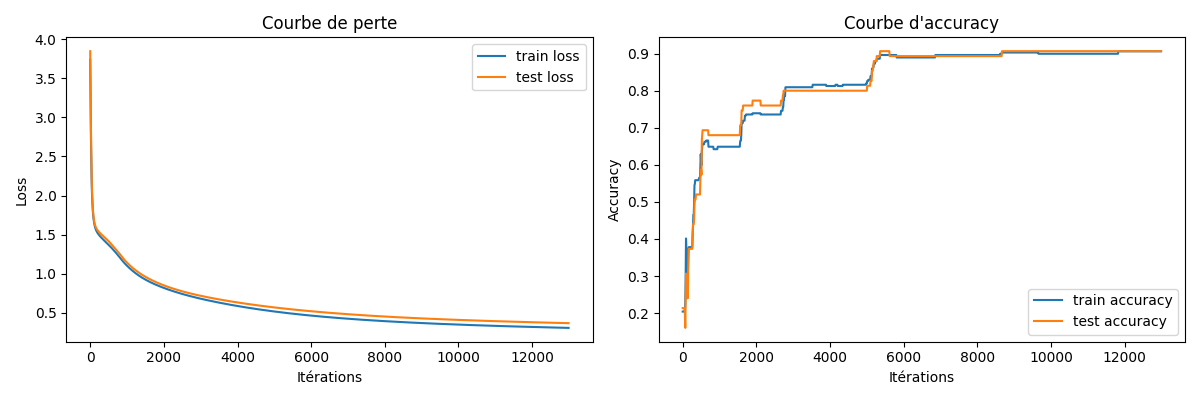 Courbe de perte
4.0
3.5
3.0
2.5
2.0
1.5
1.0
0.5
Loss
0 2000 4000 6000 8000 10000 12000
Itérations
train loss
test loss
Courbe d'accuracy
0.9
0.8
0.7
0.6
0.5
0.4
0.3
0.2
Accuracy
0 2000 4000 6000 8000 10000 12000
Itérations
train accuracy
test accuracy